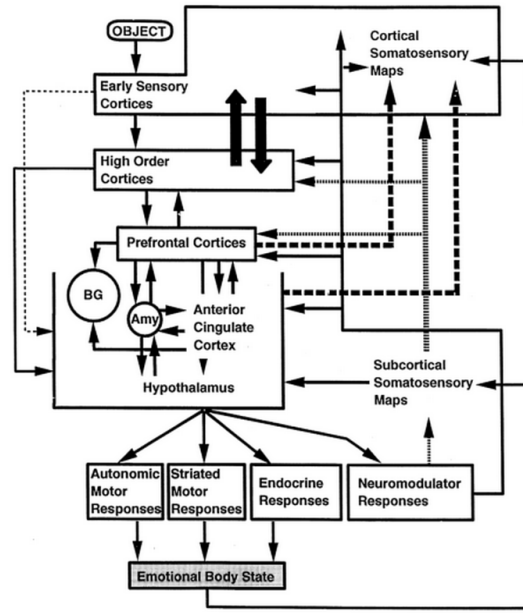 OBJECT
Cortical
Somatosensory
Maps
Early Sensory
Cortices
High Order
Cortices
Prefrontal Cortices
BG
Amy
Anterior
Cingulate
Cortex
Hypothalamus
Subcortical
Somatosensory
Maps
Autonomic
Motor
Responses
Striated
Motor
Responses
Endocrine
Responses
Neuromodulator
Responses
Emotional Body State